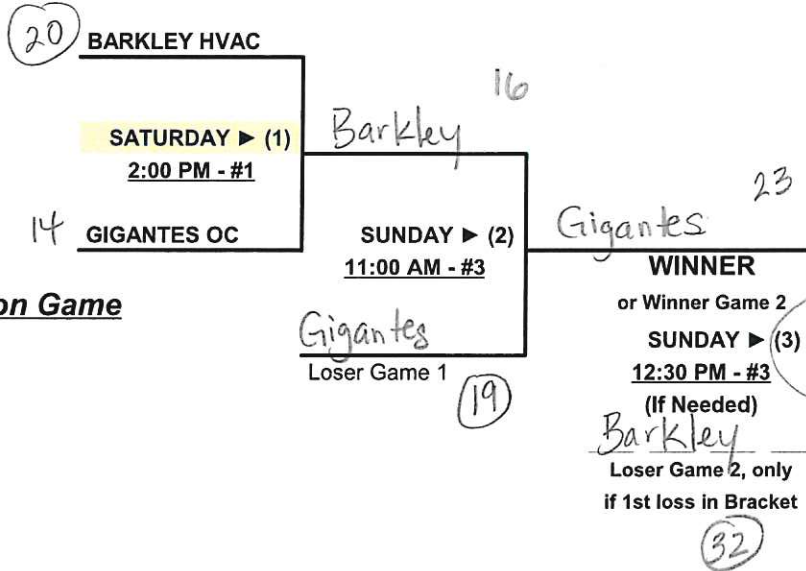 20 BARKLEY HVAC
16
SATURDAY ► (1) Barkley
2:00 PM - #1
23
14 GIGANTES OC
SUNDAY ► (2)
Gigantes
11:00 AM - #3
WINNER
on Game
or Winner Game 2
Gigantes
SUNDAY ► (3)
Loser Game 1
12:30 PM - #3
19
(If Needed)
Barkley
Loser Game 2, only
if 1st loss in Bracket
32